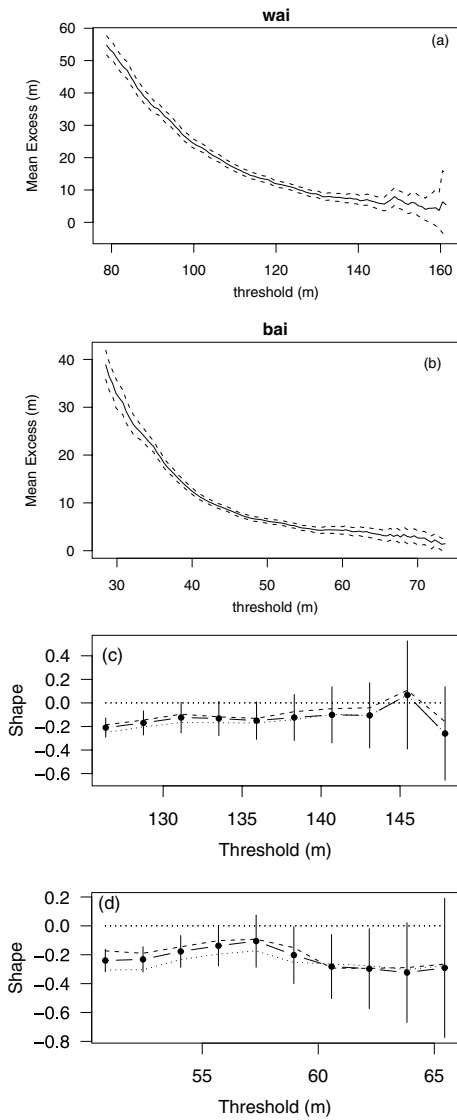 wai
(a)
Mean Excess (m)
60
50
40
30
20
10
0
80 100 120 140 160
threshold (m)
bai
(b)
Mean Excess (m)
40
30
20
10
0
30 40 50 60 70
threshold (m)
(c)
Shape
0.4
0.2
0.0
−0.2
−0.4
−0.6
130 135 140 145
Threshold (m)
(d)
Shape
0.2
0.0
−0.2
−0.4
−0.6
−0.8
55 60 65
Threshold (m)